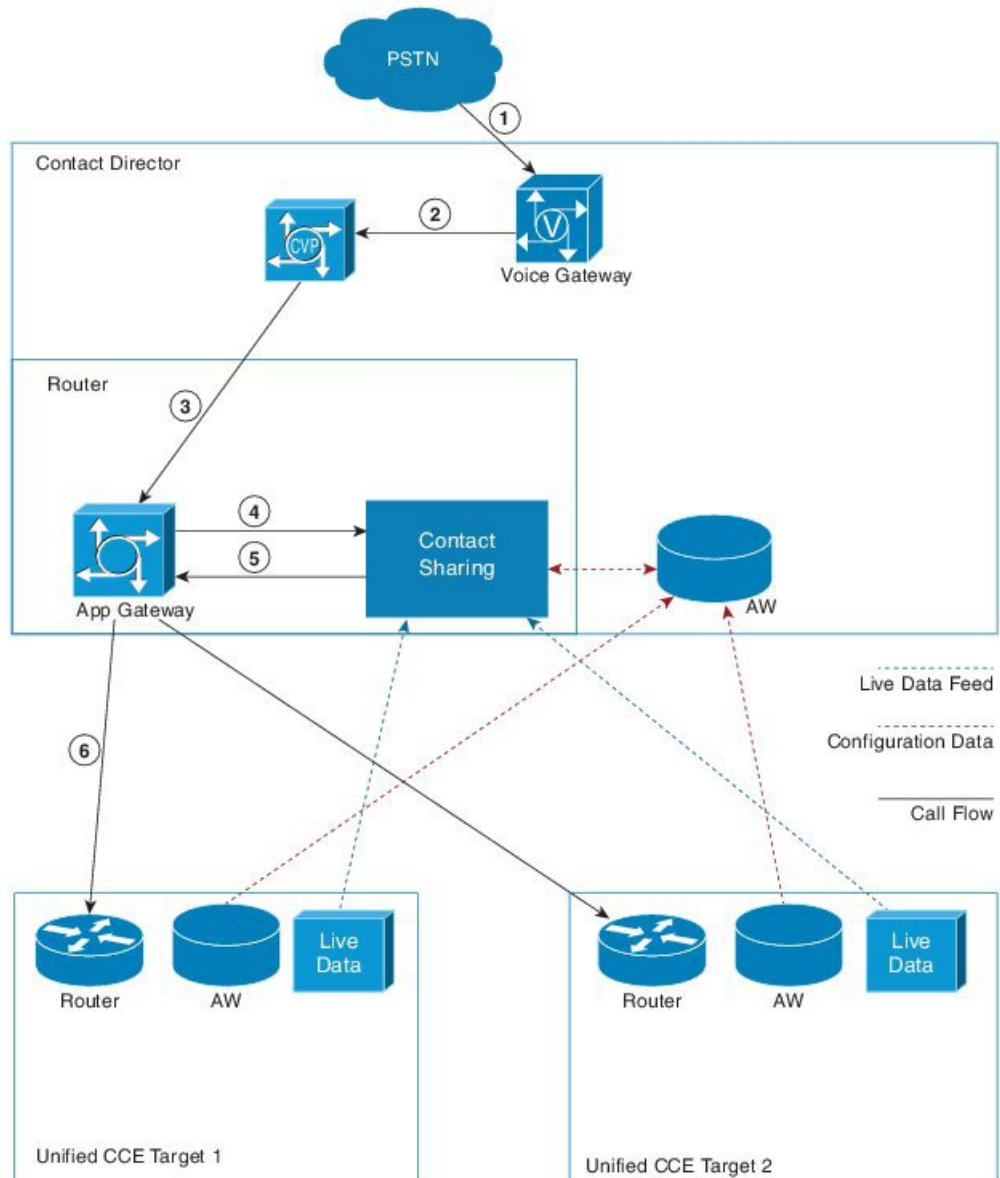 PSTN
1
Contact Director
2
CVP
V
Voice Gateway
Router
3
4
5
Contact
Sharing
App Gateway
AW
Live Data Feed
Configuration Data
Call Flow
6
Router
AW
Live
Data
Unified CCE Target 1
Router
AW
Live
Data
Unified CCE Target 2